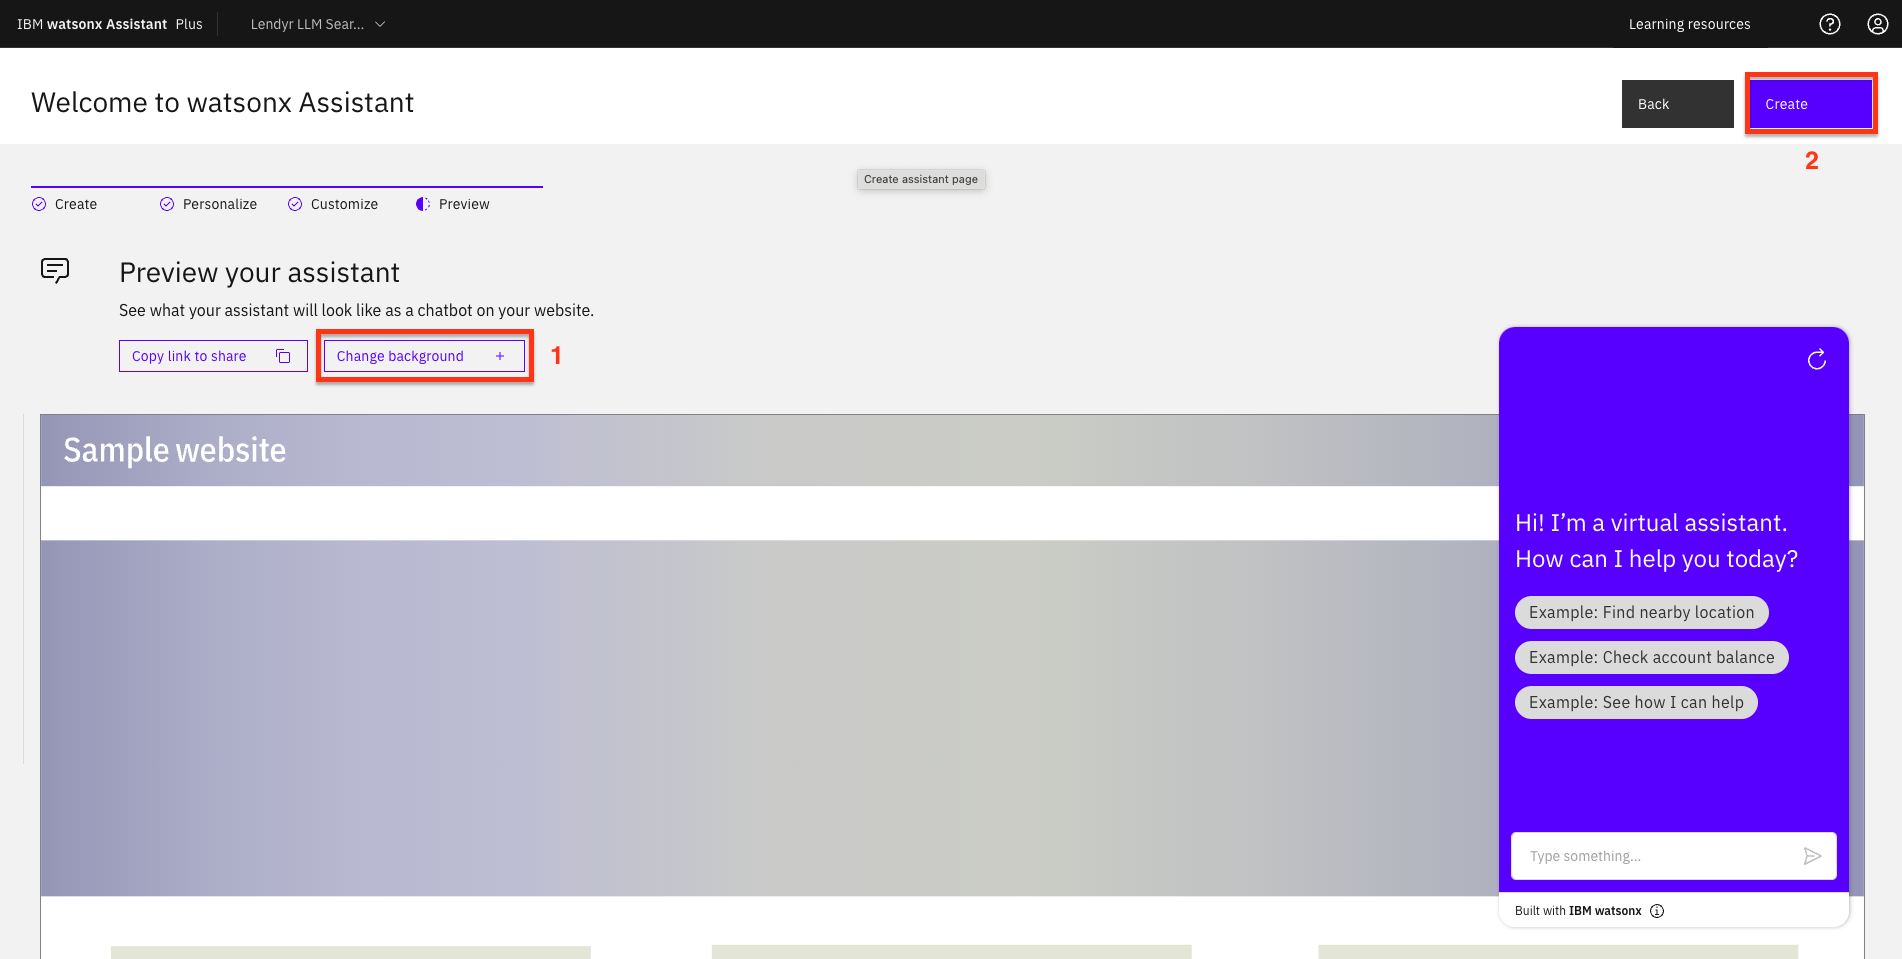 IBM watsonx Assistant Plus
Lendyr LLM Sear...
Learning resources
Welcome to watsonx Assistant
Back
Create
2
Create assistant page
Create
Personalize
Customize
Preview
Preview your assistant
See what your assistant will look like as a chatbot on your website.
Copy link to share
Change background +
1
Sample website
Hi! I'm a virtual assistant.
How can I help you today?
Example: Find nearby location
Example: Check account balance
Example: See how I can help
Type something...
Built with IBM watsonx